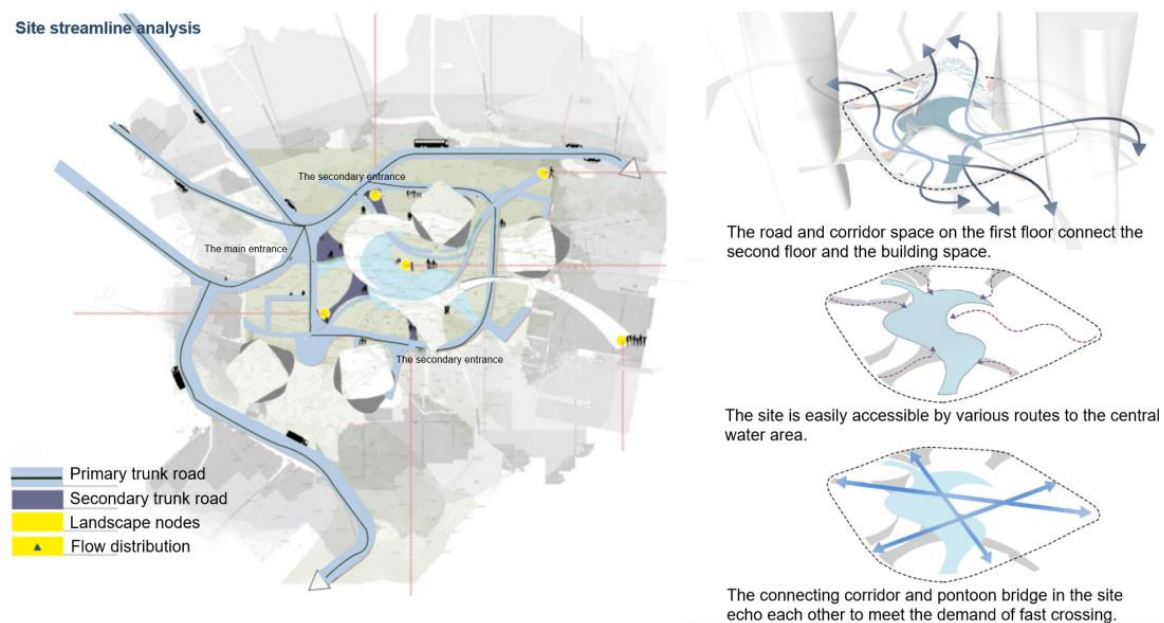 Site streamline analysis
The secondary entrance
The main entrance
The secondary entrance
Primary trunk road
Secondary trunk road
Landscape nodes
Flow distribution
The road and corridor space on the first floor connect the
second floor and the building space.
The site is easily accessible by various routes to the central
water area.
The connecting corridor and pontoon bridge in the site
echo each other to meet the demand of fast crossing.